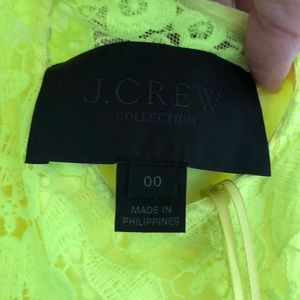 J.CREW
COLLECTION
00
MADE IN
PHILIPPINES